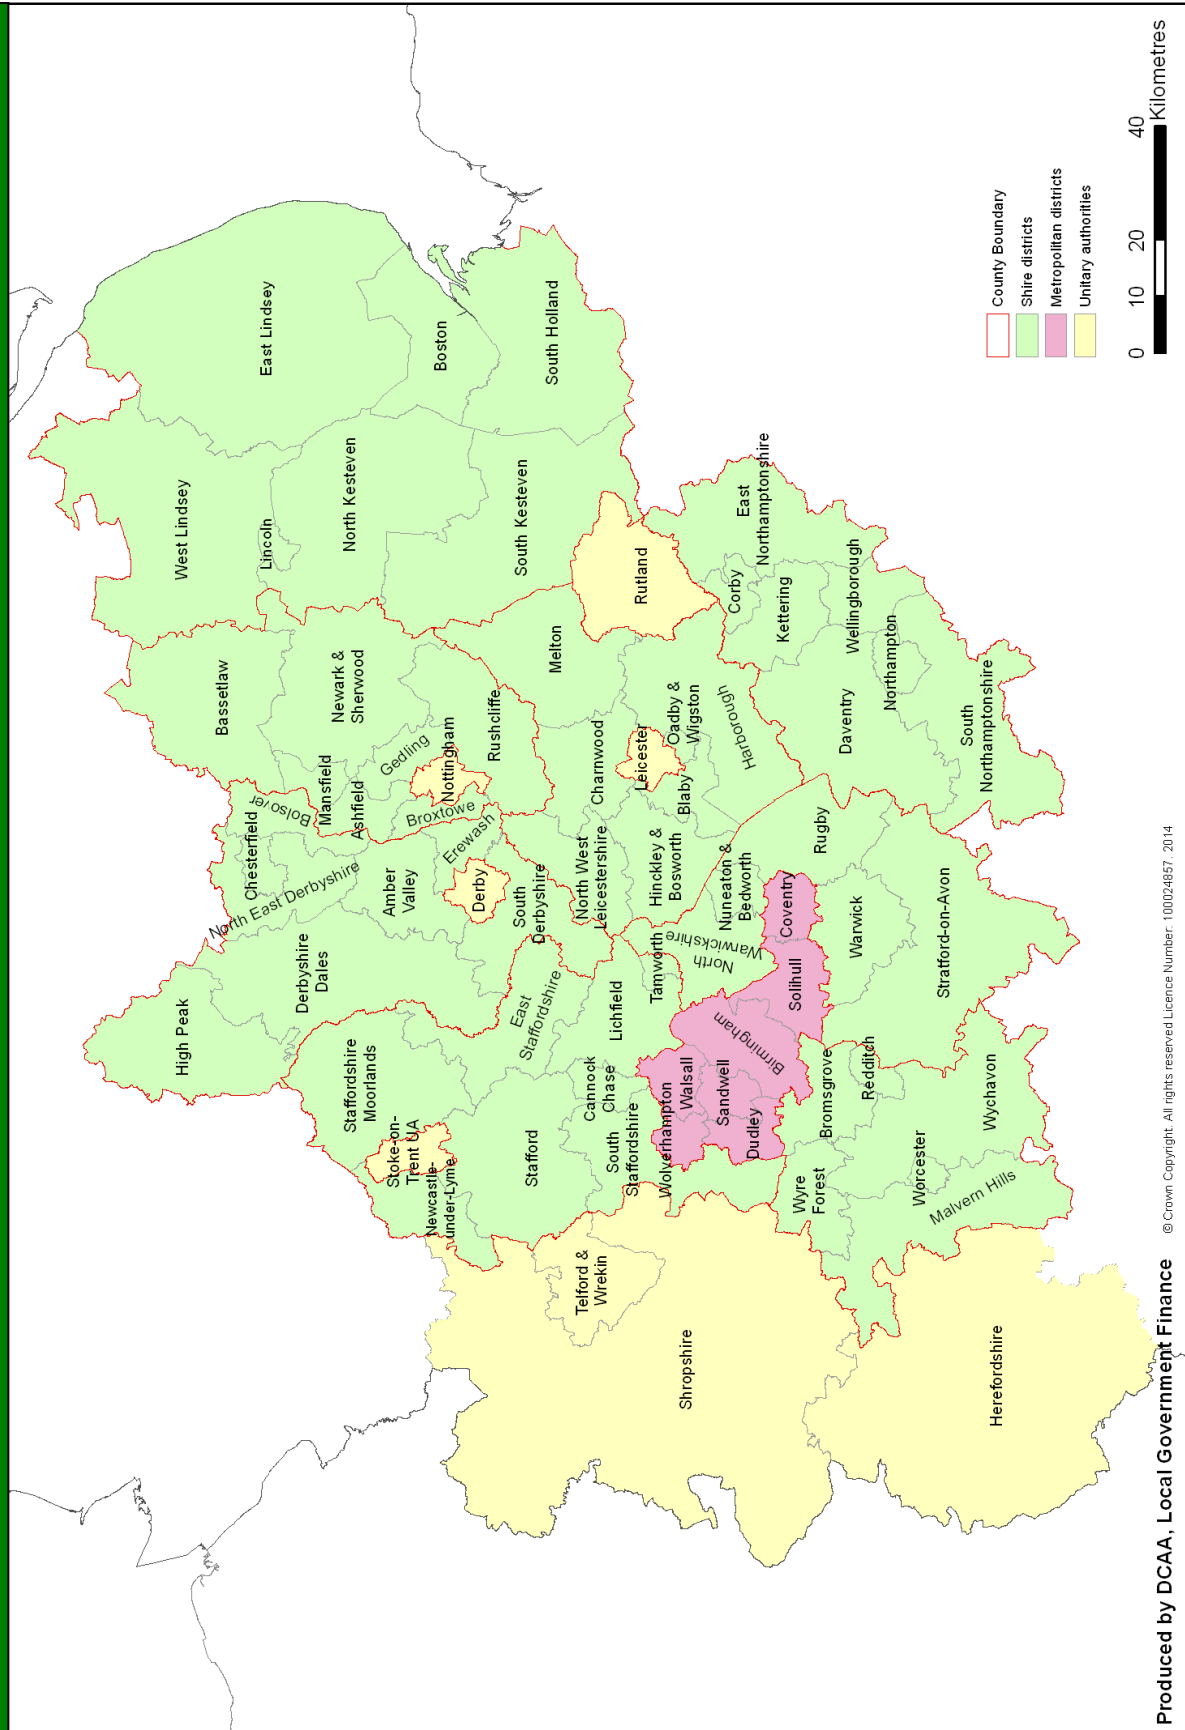 High Peak
Chesterfield
Bolsover
North East Derbyshire
Derbyshire
Dales
Amber
Valley
Erewash
Derby
South
Derbyshire
Bassetlaw
Mansfield
Ashfield
Newark &
Sherwood
Gedling
Broxtowe
Nottingham
Rushcliffe
West Lindsey
East Lindsey
Lincoln
North Kesteven
Boston
South Kesteven
South Holland
Staffordshire
Moorlands
Stoke-on-
Trent UA
Newcastle-
under-Lyme
Stafford
East
Staffordshire
Cannock
Chase
Lichfield
South
Staffordshire
Tamworth
North West
Leicestershire
Charnwood
Melton
Rutland
Leicester
Hinckley &
Bosworth
Blaby
Oadby &
Wigston
Harborough
Telford &
Wrekin
Shropshire
Wolverhampton
Walsall
Sandwell
Dudley
Birmingham
Solihull
Coventry
North
Warwickshire
Nuneaton &
Bedworth
Rugby
Warwick
Stratford-on-Avon
Corby
Kettering
East
Northamptonshire
Wellingborough
Daventry
Northampton
South
Northamptonshire
Wyre
Forest
Bromsgrove
Redditch
Worcester
Wychavon
Malvern Hills
Herefordshire
County Boundary
Shire districts
Metropolitan districts
Unitary authorities
0 10 20 40
Kilometres
Produced by DCAA, Local Government Finance
© Crown Copyright. All rights reserved Licence Number: 100024857. 2014